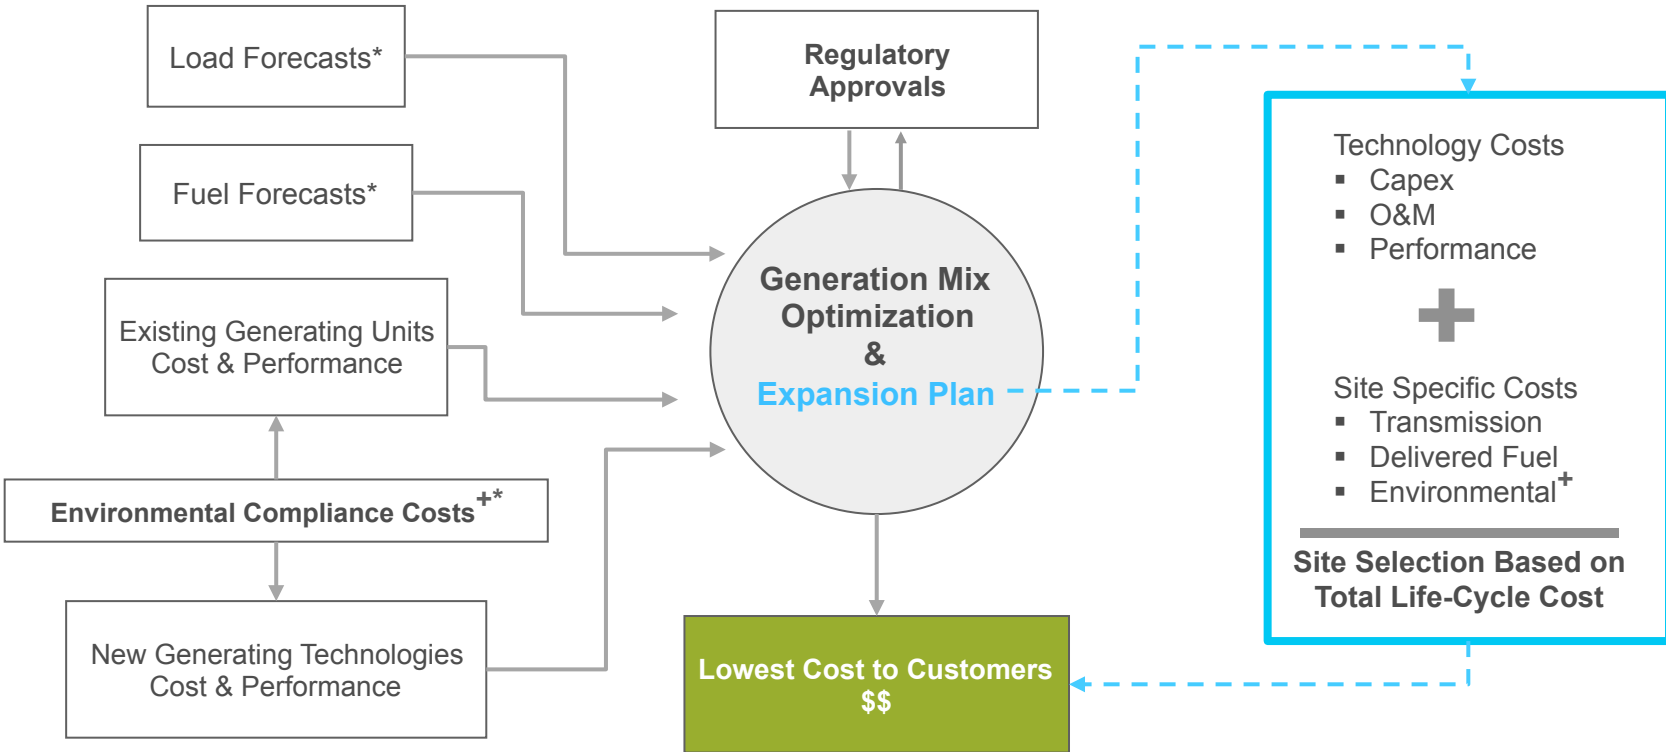 Load Forecasts*
Fuel Forecasts*
Existing Generating Units
Cost & Performance
Environmental Compliance Costs+*
New Generating Technologies
Cost & Performance
Regulatory
Approvals
Generation Mix
Optimization
&
Expansion Plan
Lowest Cost to Customers
$$
Technology Costs
▪ Capex
▪ O&M
▪ Performance
+
Site Specific Costs
▪ Transmission
▪ Delivered Fuel
▪ Environmental+
Site Selection Based on
Total Life-Cycle Cost